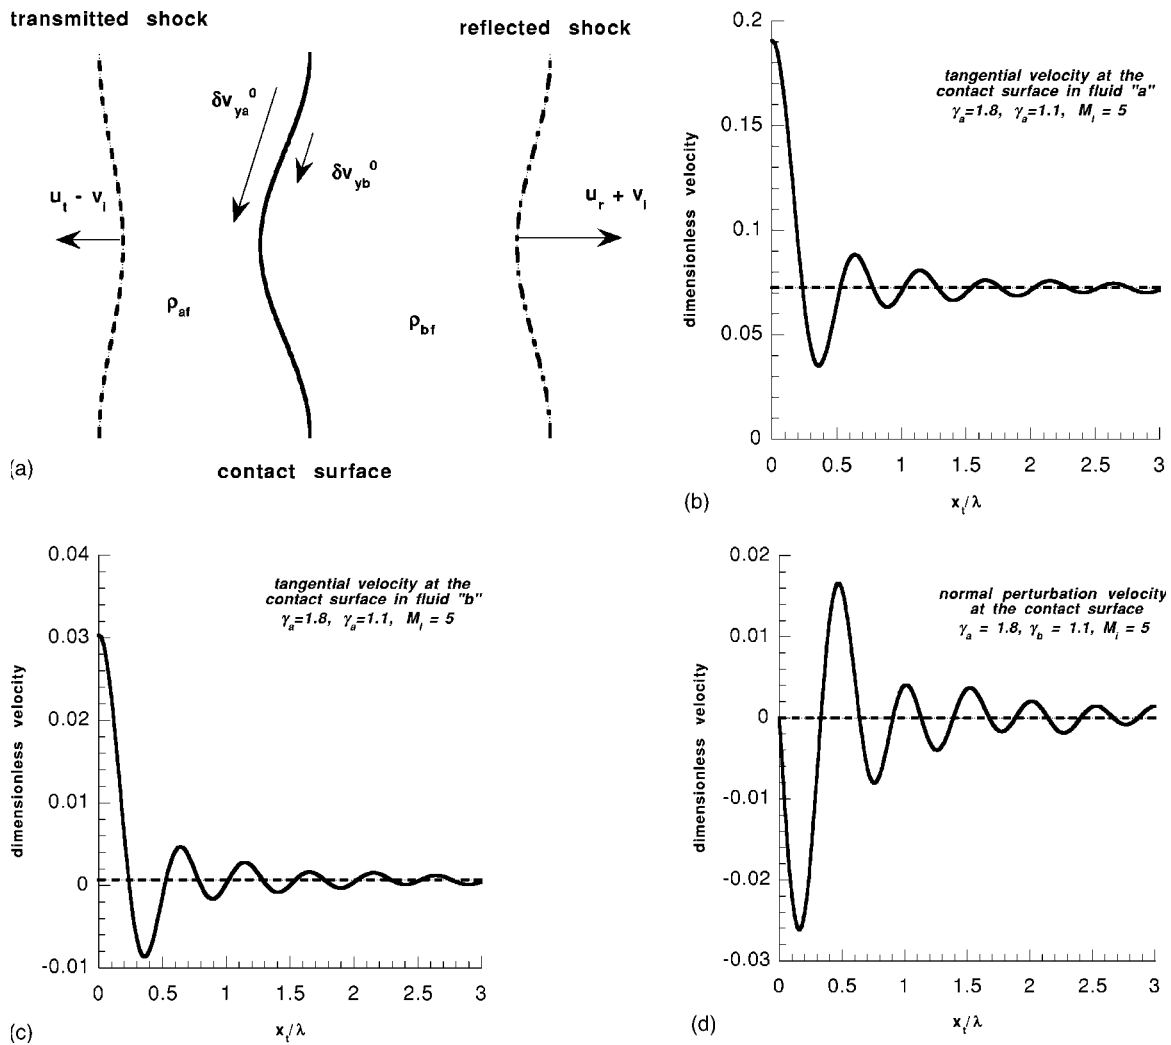 transmitted shock
reflected shock
δv_ya^0
δv_yb^0
u_t - v_i
u_r + v_i
ρ_af
ρ_bf
contact surface
(a)
0.2
0.15
0.1
0.05
0
dimensionless velocity
tangential velocity at the
contact surface in fluid "a"
γ_a=1.8, γ_a=1.1, M_i = 5
0 0.5 1 1.5 2 2.5 3
x_t/λ
(b)
0.04
0.03
0.02
0.01
0
-0.01
dimensionless velocity
tangential velocity at the
contact surface in fluid "b"
γ_a=1.8, γ_a=1.1, M_i = 5
0 0.5 1 1.5 2 2.5 3
x_t/λ
(c)
0.02
0.01
0
-0.01
-0.02
-0.03
dimensionless velocity
normal perturbation velocity
at the contact surface
γ_a = 1.8, γ_b = 1.1, M_i = 5
0 0.5 1 1.5 2 2.5 3
x_t/λ
(d)